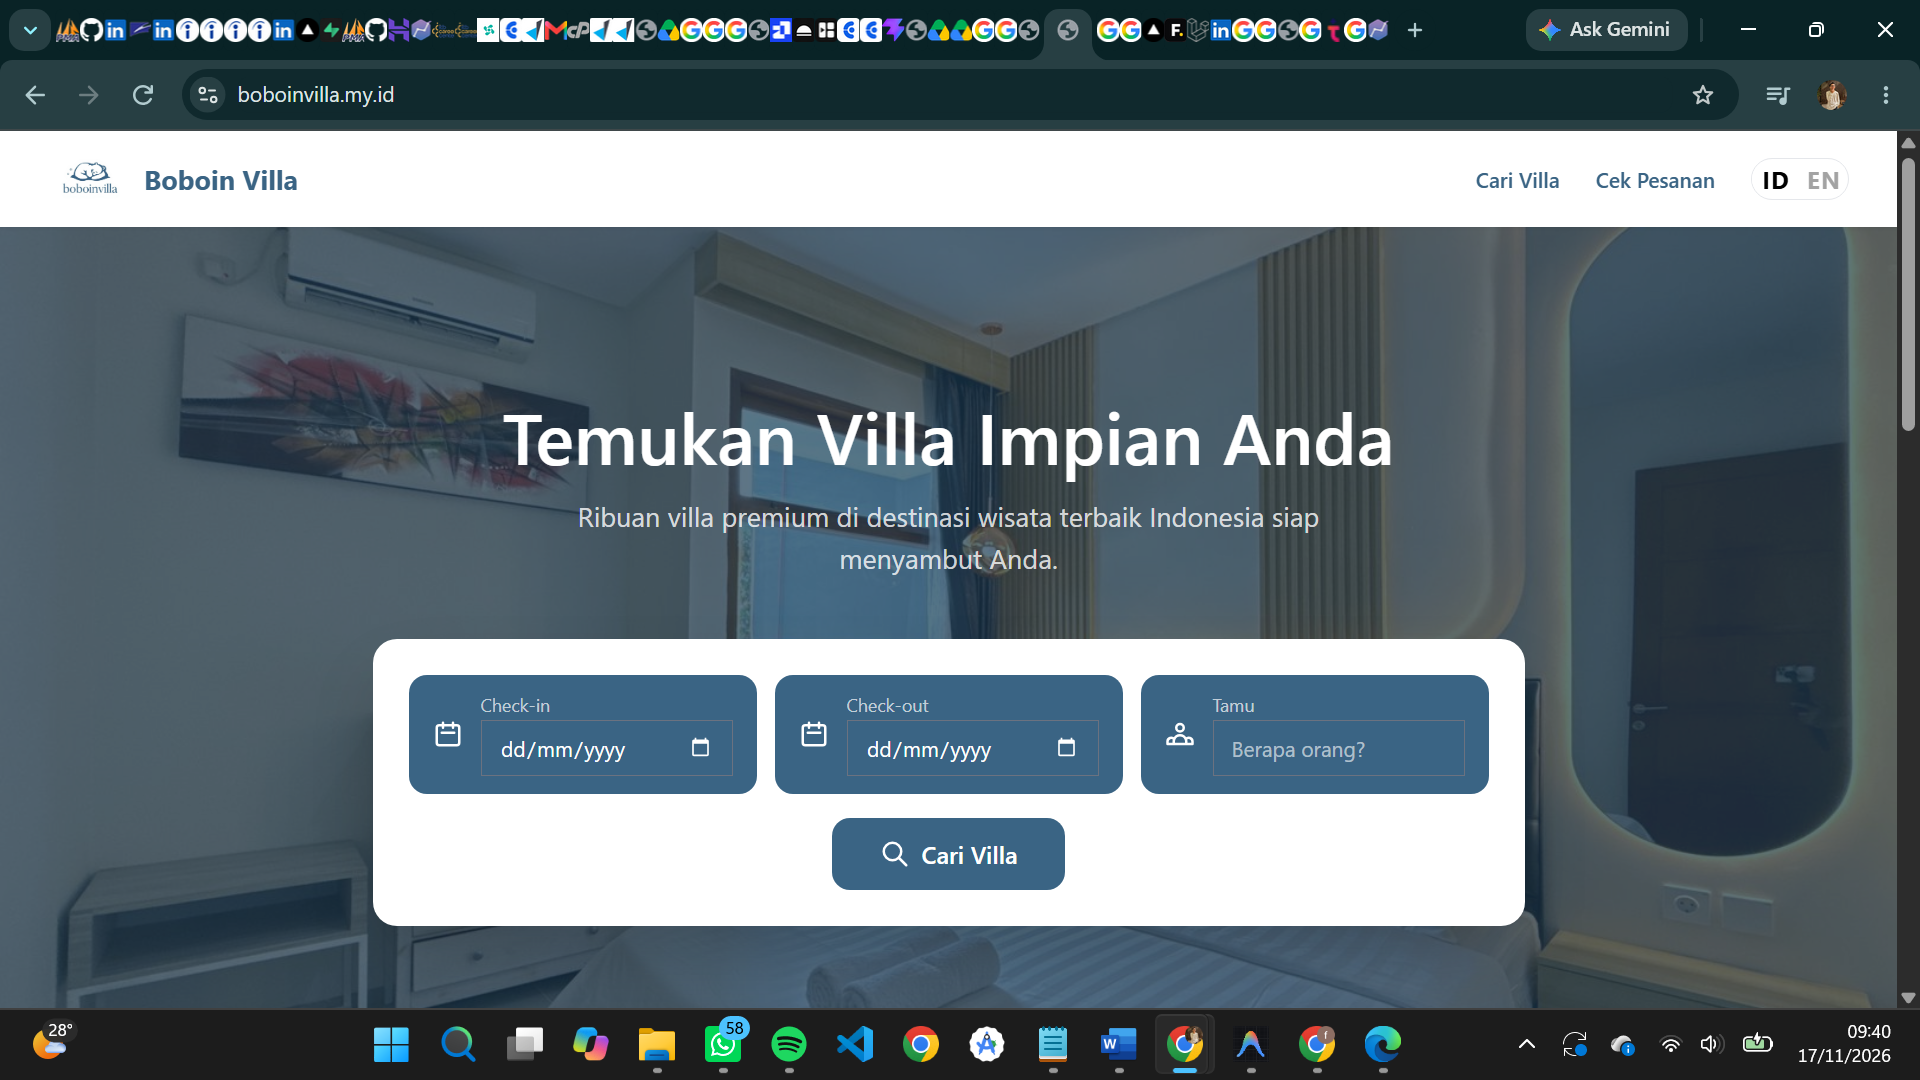 Ask Gemini
boboinvilla.my.id
boboinvilla
Boboin Villa
Cari Villa
Cek Pesanan
ID EN
Temukan Villa Impian Anda
Ribuan villa premium di destinasi wisata terbaik Indonesia siap
menyambut Anda.
Check-in
dd/mm/yyyy
Check-out
dd/mm/yyyy
Tamu
Berapa orang?
Cari Villa
28°
58
09:40
17/11/2026